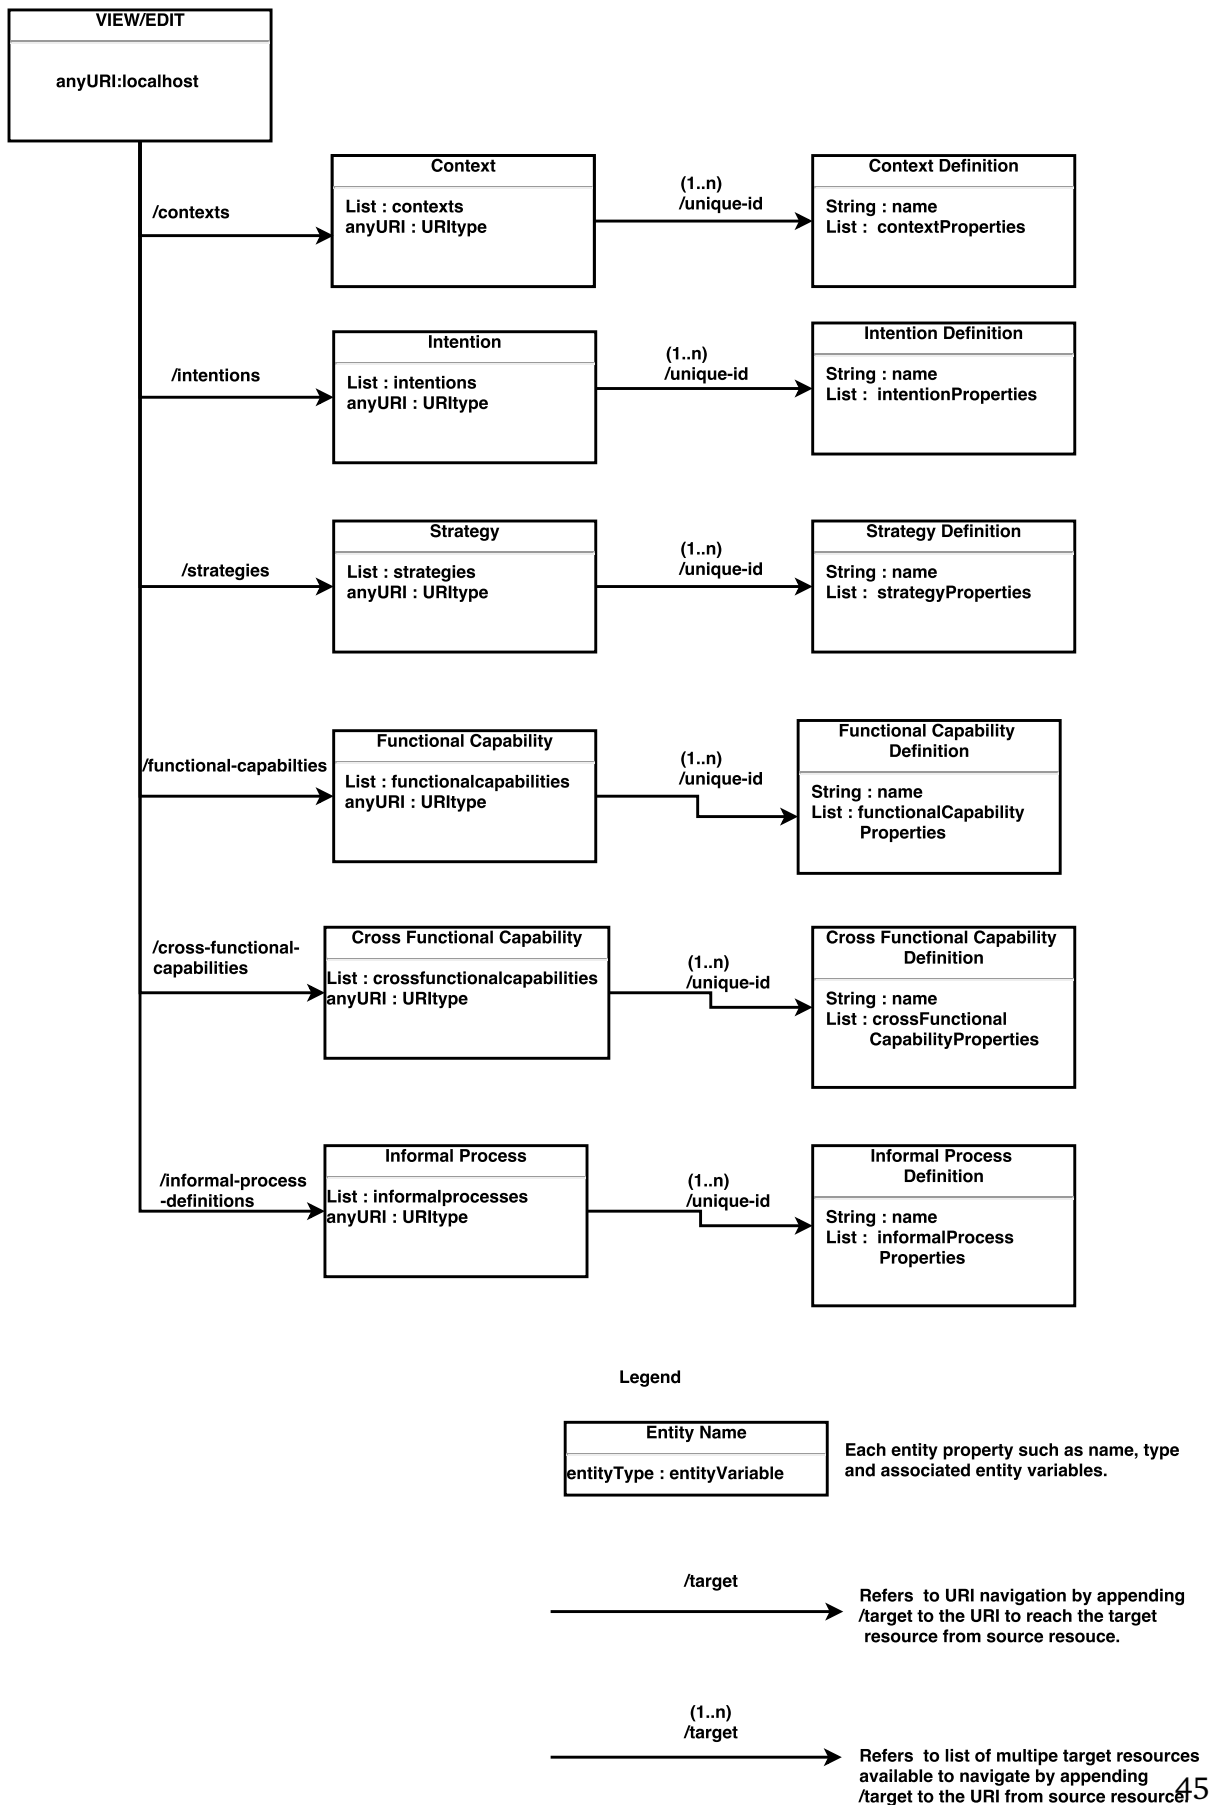 VIEW/EDIT
anyURI:localhost
/contexts
Context
List : contexts
anyURI : URItype
(1..n)
/unique-id
Context Definition
String : name
List :  contextProperties
/intentions
Intention
List : intentions
anyURI : URItype
(1..n)
/unique-id
Intention Definition
String : name
List :  intentionProperties
/strategies
Strategy
List : strategies
anyURI : URItype
(1..n)
/unique-id
Strategy Definition
String : name
List :  strategyProperties
/functional-capabilties
Functional Capability
List : functionalcapabilities
anyURI : URItype
(1..n)
/unique-id
Functional Capability
Definition
String : name
List : functionalCapability
Properties
/cross-functional-
capabilities
Cross Functional Capability
List : crossfunctionalcapabilities
anyURI : URItype
(1..n)
/unique-id
Cross Functional Capability
Definition
String : name
List : crossFunctional
CapabilityProperties
/informal-process
-definitions
Informal Process
List : informalprocesses
anyURI : URItype
(1..n)
/unique-id
Informal Process
Definition
String : name
List :  informalProcess
Properties
Legend
Entity Name
entityType : entityVariable
Each entity property such as name, type
and associated entity variables.
/target
Refers  to URI navigation by appending
/target to the URI to reach the target
resource from source resouce.
(1..n)
/target
Refers  to list of multipe target resources
available to navigate by appending
/target to the URI from source resource.
45